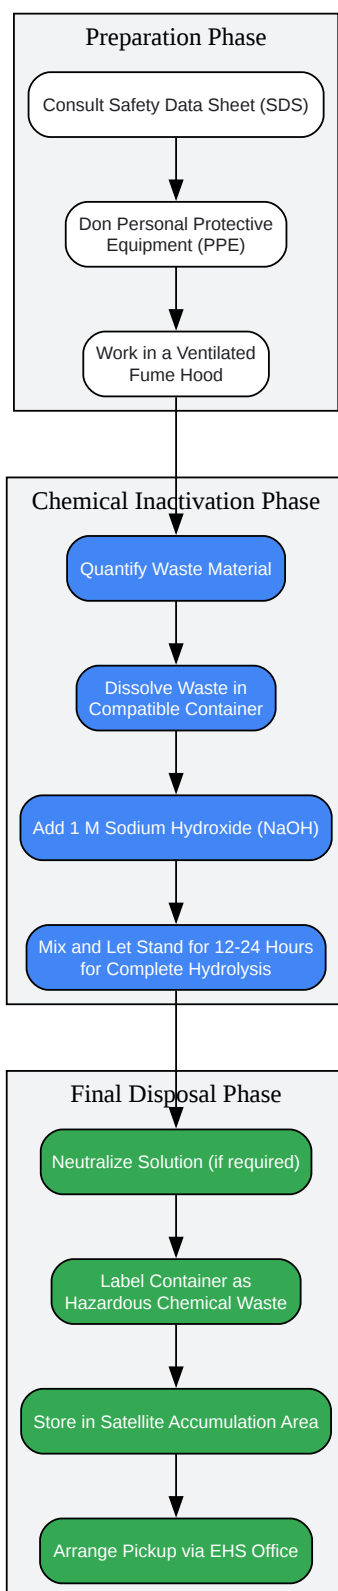 Preparation Phase
Consult Safety Data Sheet (SDS)
Don Personal Protective
Equipment (PPE)
Work in a Ventilated
Fume Hood
Chemical Inactivation Phase
Quantify Waste Material
Dissolve Waste in
Compatible Container
Add 1 M Sodium Hydroxide (NaOH)
Mix and Let Stand for 12-24 Hours
for Complete Hydrolysis
Final Disposal Phase
Neutralize Solution (if required)
Label Container as
Hazardous Chemical Waste
Store in Satellite Accumulation Area
Arrange Pickup via EHS Office